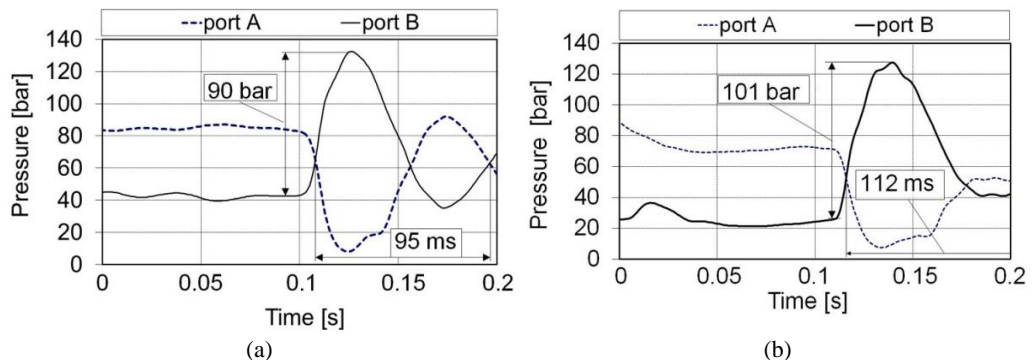 port A port B
140
120
100
80
60
40
20
0
Pressure [bar]
90 bar
95 ms
0 0.05 0.1 0.15 0.2
Time [s]
(a)
port A port B
140
120
100
80
60
40
20
0
Pressure [bar]
101 bar
112 ms
0 0.05 0.1 0.15 0.2
Time [s]
(b)